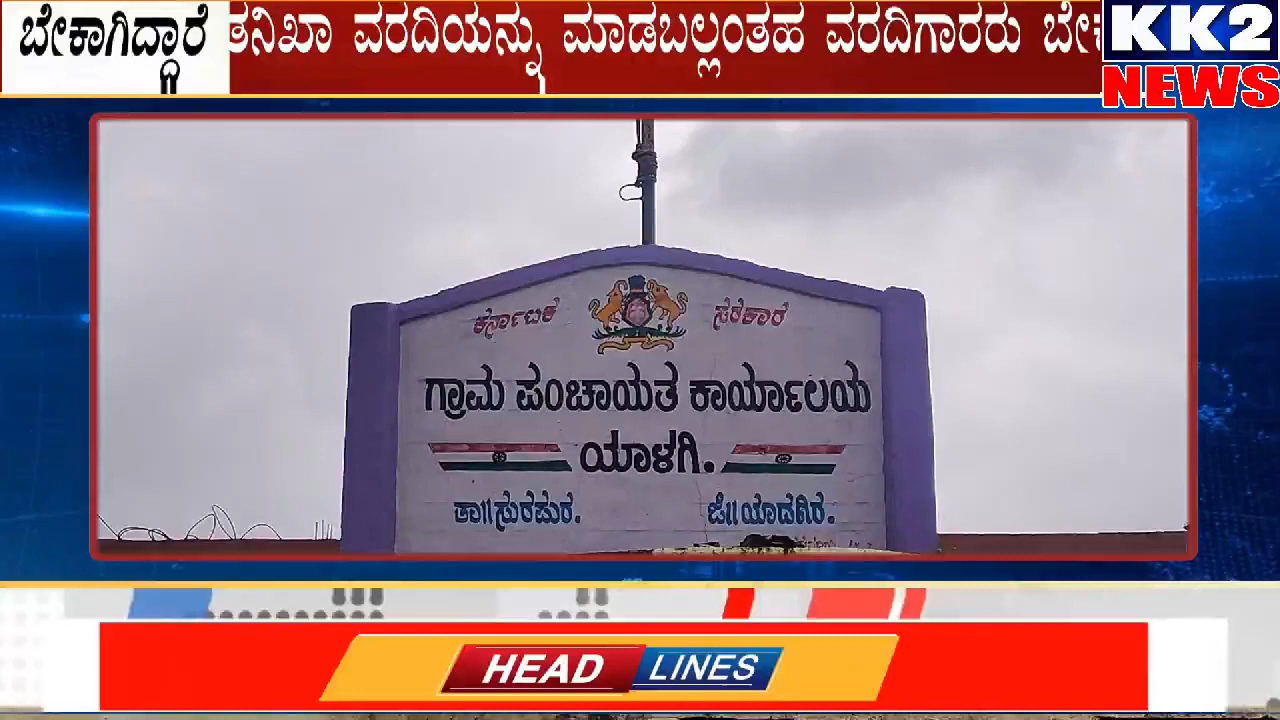 ಬೇಕಾಗಿದ್ದಾರೆ ತನಿಖಾ ವರದಿಯನ್ನು ಮಾಡಬಲ್ಲಂತಹ ವರದಿಗಾರರು
KK2
NEWS
ಕರ್ನಾಟಕ ಸರಕಾರ
ಗ್ರಾಮ ಪಂಚಾಯತ ಕಾರ್ಯಾಲಯ
ಯಾಳಗಿ.
ತಾ॥ಸುರಪುರ. ಜಿ॥ಯಾದಗಿರ.
HEAD LINES